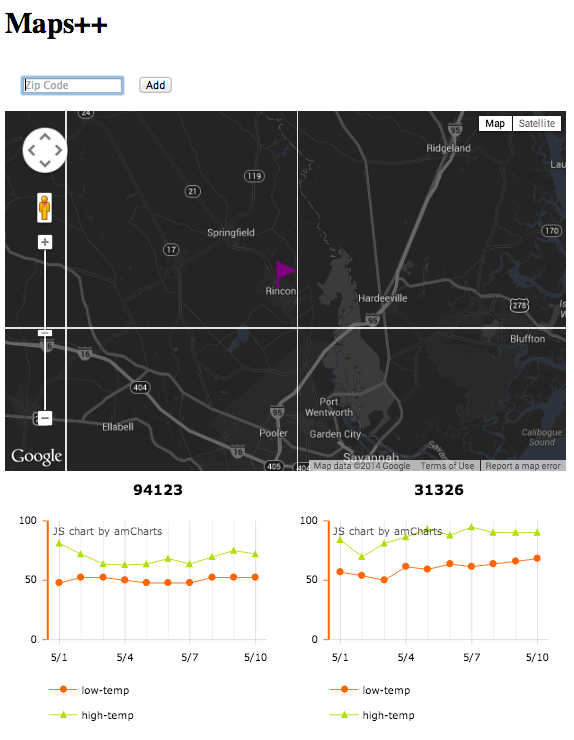 Maps++
Zip Code
Add
Map
Satellite
24
95
Ridgeland
Lau
119
21
170
Springfield
17
Rincon
Hardeeville
278
Is
95
Bluffton
16
404
Port
Wentworth
95
Ellabell
Pooler
Garden City
Calibogue
Sound
16
Savannah
Sav
405
404
Google
Map data ©2014 Google
Terms of Use
Report a map error
94123
31326
100
JS chart by amCharts
50
0
5/1
5/4
5/7
5/10
low-temp
high-temp
100
JS chart by amCharts
50
0
5/1
5/4
5/7
5/10
low-temp
high-temp